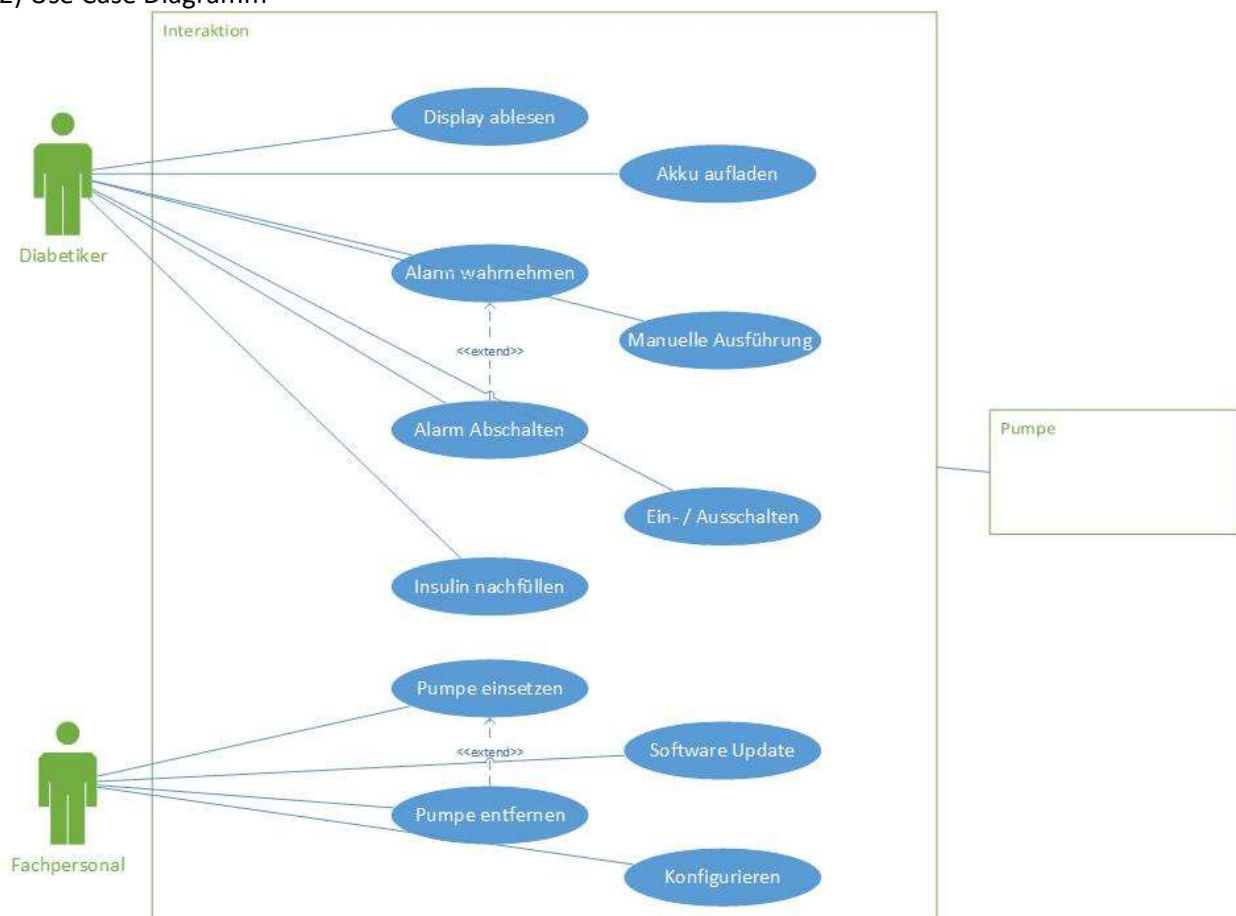 2) Use Case Diagramm
Interaktion
Display ablesen
Akku aufladen
Diabetiker
Alarm wahrnehmen
Manuelle Ausführung
<<extend>>
Alarm Abschalten
Pumpe
Ein- / Ausschalten
Insulin nachfüllen
Pumpe einsetzen
<<extend>>
Software Update
Pumpe entfernen
Fachpersonal
Konfigurieren